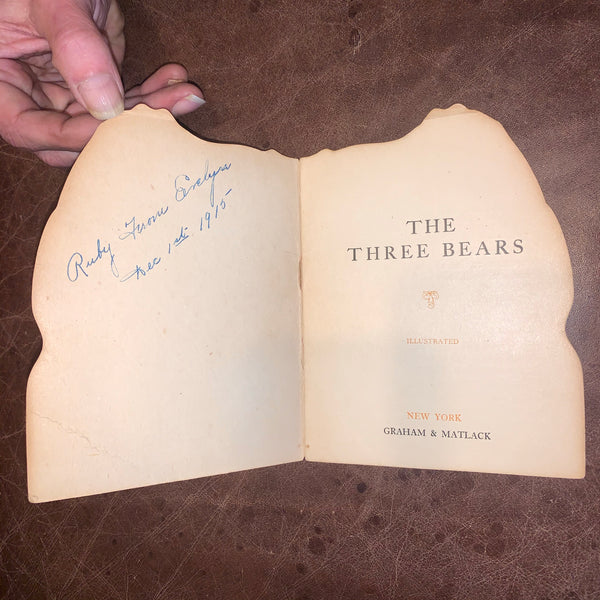 Ruby From Evelyn
Dec 1st 1915
THE
THREE BEARS
ILLUSTRATED
NEW YORK
GRAHAM & MATLACK